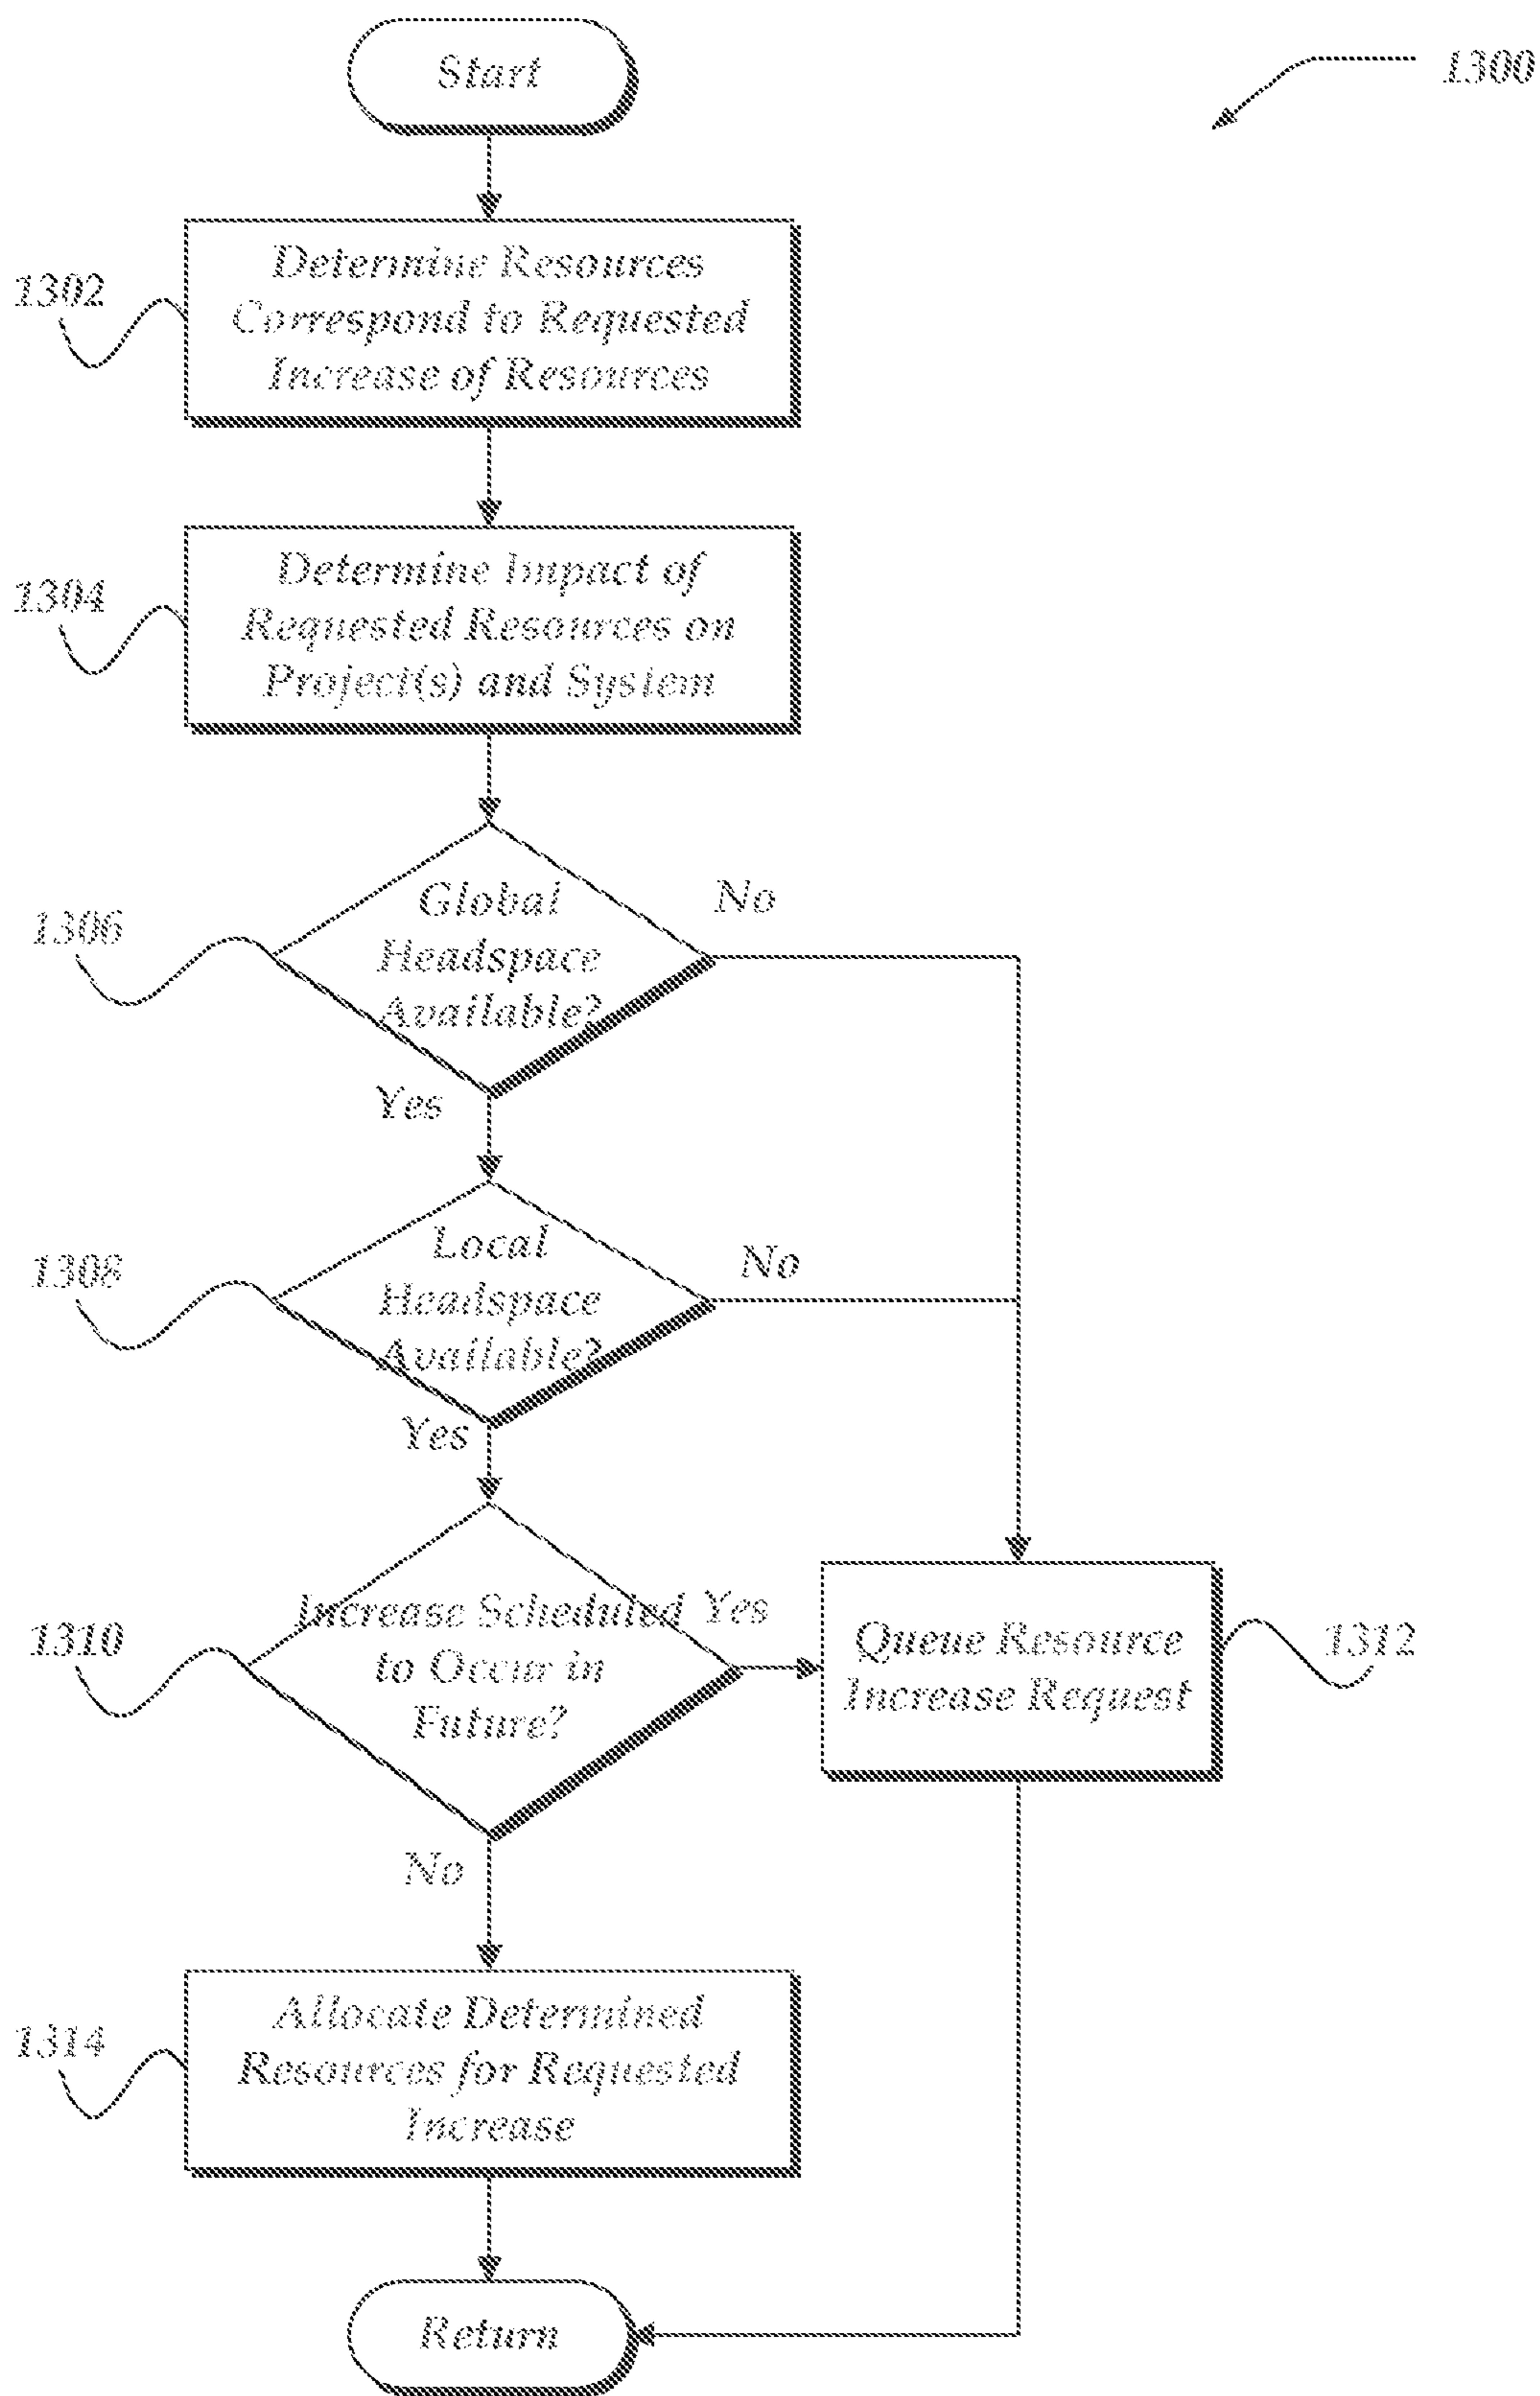 Start
1300
1302
Determine Resources
Correspond to Requested
Increase of Resources
1304
Determine Impact of
Requested Resources on
Project(s) and System
1306
Global
Headspace
Available?
No
Yes
1308
Local
Headspace
Available?
No
Yes
1310
Increase Scheduled
to Occur in
Future?
Yes
No
Queue Resource
Increase Request
1312
1314
Allocate Determined
Resources for Requested
Increase
Return